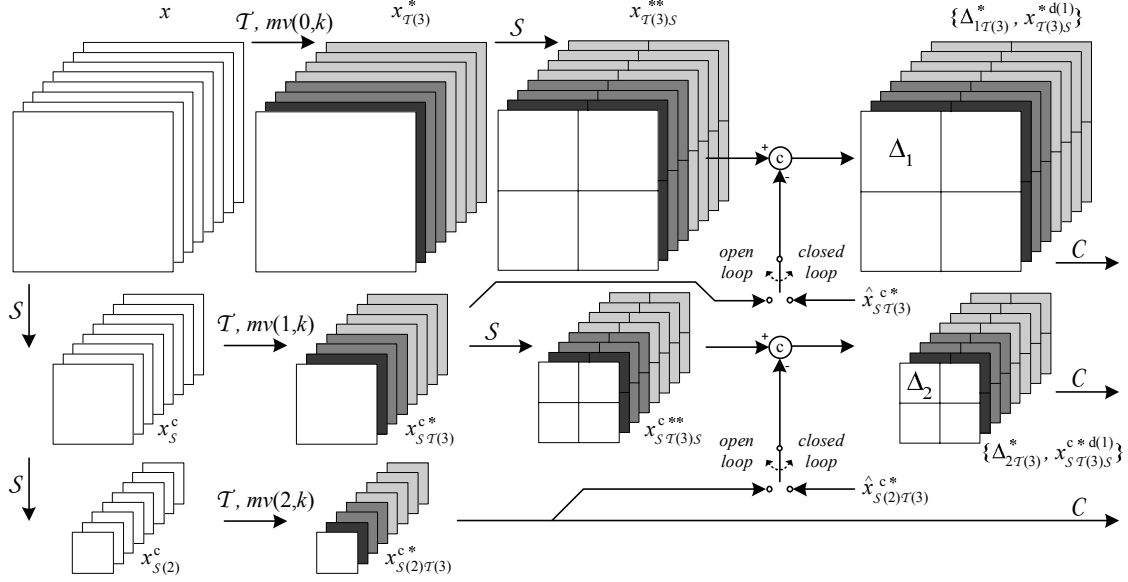 x
𝒯, mv(0,k)
x*𝒯(3)
S
x**𝒯(3)S
{Δ*1𝒯(3), x* d(1)𝒯(3)S}
+
c
-
Δ1
open loop
closed loop
C
S
x̂c*S𝒯(3)
𝒯, mv(1,k)
S
+
c
-
Δ2
C
xcS
xc*S𝒯(3)
xc**S𝒯(3)S
{Δ*2𝒯(3), xc* d(1)S𝒯(3)S}
open loop
closed loop
S
𝒯, mv(2,k)
x̂c*S(2)𝒯(3)
C
xcS(2)
xc*S(2)𝒯(3)